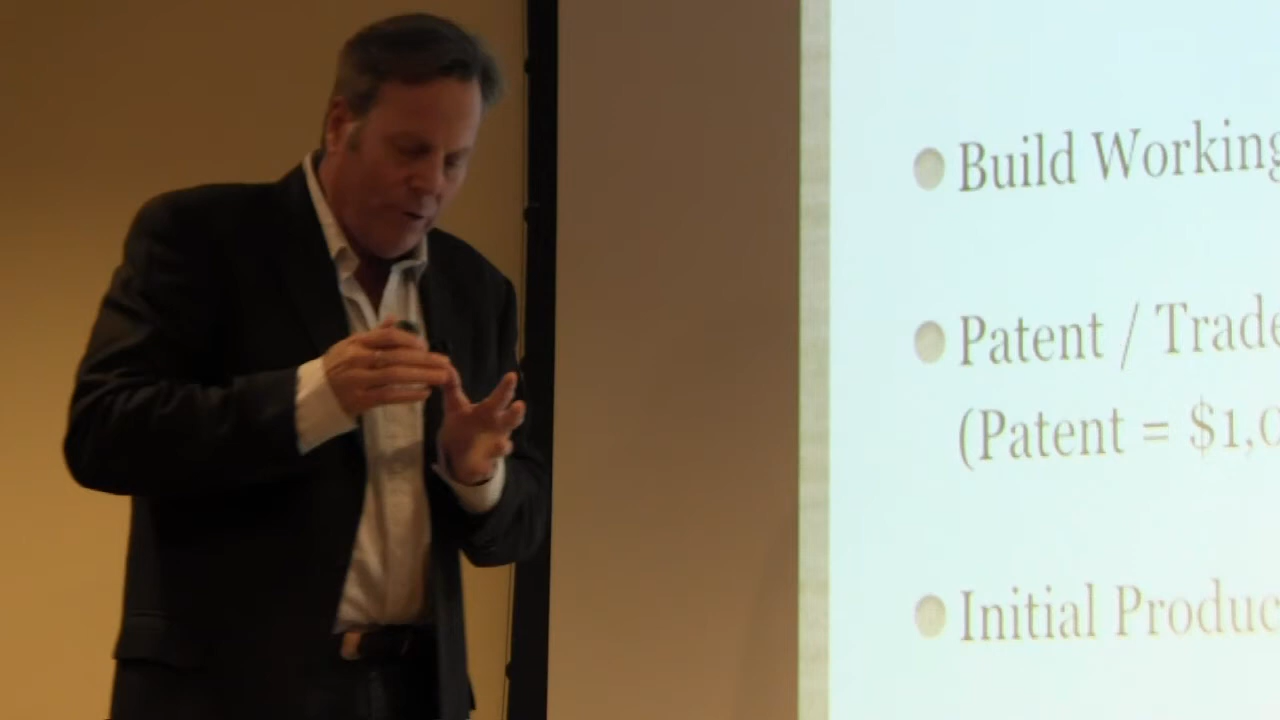 Build Working
Patent / Trade
(Patent = $1,0
Initial Produc